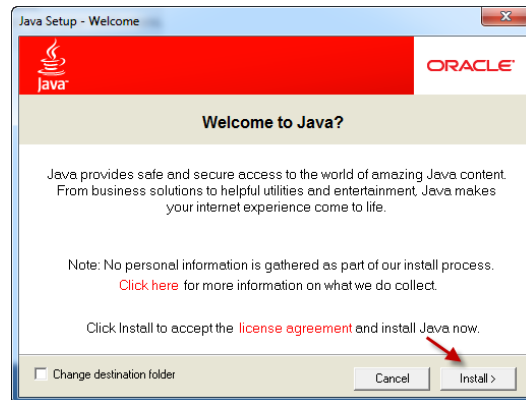 Java Setup - Welcome
Java
ORACLE
Welcome to Java?
Java provides safe and secure access to the world of amazing Java content.
From business solutions to helpful utilities and entertainment, Java makes
your internet experience come to life.
Note: No personal information is gathered as part of our install process.
Click here for more information on what we do collect.
Click Install to accept the license agreement and install Java now.
Change destination folder
Cancel
Install >